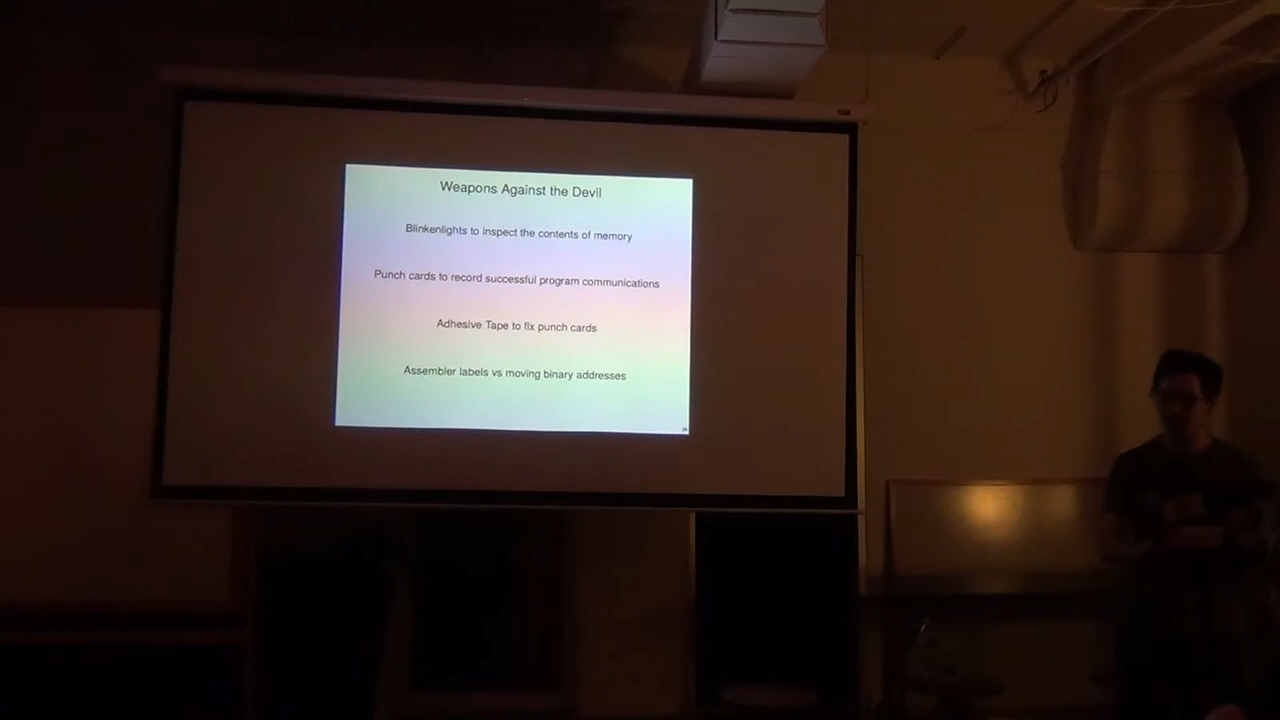 Weapons Against the Devil
Blinkenlights to inspect the contents of memory
Punch cards to record successful program communications
Adhesive Tape to fix punch cards
Assembler labels vs moving binary addresses